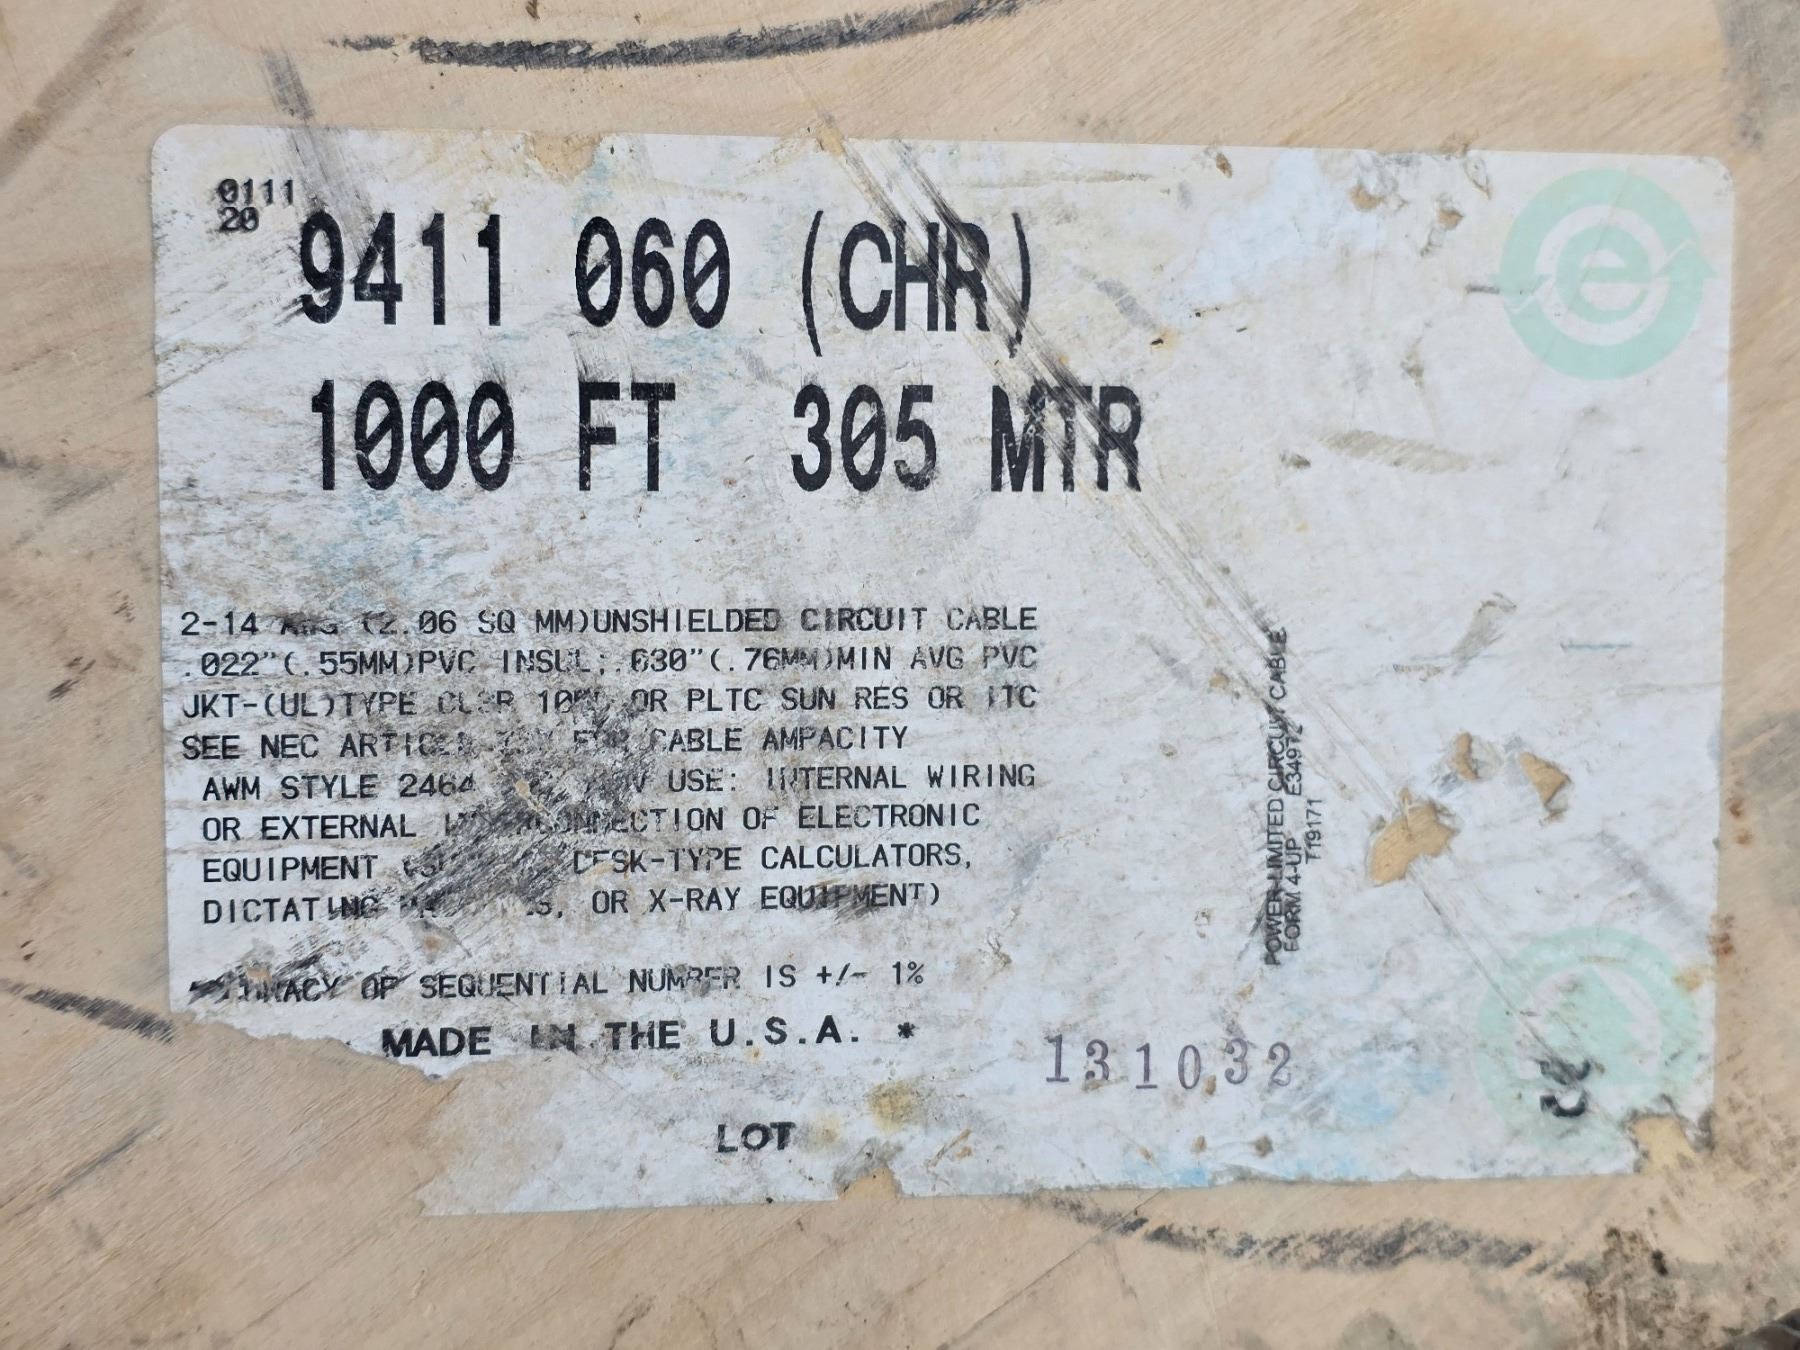 0111
20
9411 060 (CHR)
1000 FT 305 MTR
2-14 (2.06 SQ MM)UNSHIELDED CIRCUIT CABLE
.022"(.55MM)PVC INSUL; .030"(.76MM)MIN AVG PVC
JKT-(UL)TYPE OR PLTC SUN RES OR ITC
SEE NEC ARTICLE FOR CABLE AMPACITY
AWM STYLE 2464 USE: INTERNAL WIRING
OR EXTERNAL INTERCONNECTION OF ELECTRONIC
EQUIPMENT DESK-TYPE CALCULATORS,
DICTATING OR X-RAY EQUIPMENT)
OF SEQUENTIAL NUMBER IS +/- 1%
MADE IN THE U.S.A. *
131032
LOT
POWER-LIMITED CIRCUIT CABLE
FORM 4-UP E34972
T19171
e
CE